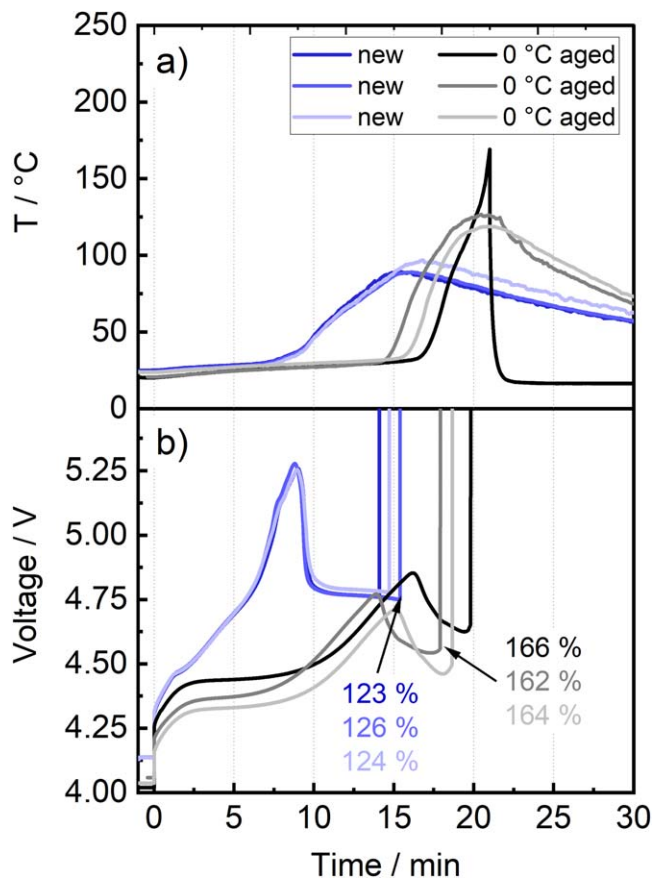 250
200
150
100
50
0
T / °C
a)
new 0 °C aged
new 0 °C aged
new 0 °C aged
b)
5.25
5.00
4.75
4.50
4.25
4.00
Voltage / V
166 %
162 %
164 %
123 %
126 %
124 %
0 5 10 15 20 25 30
Time / min